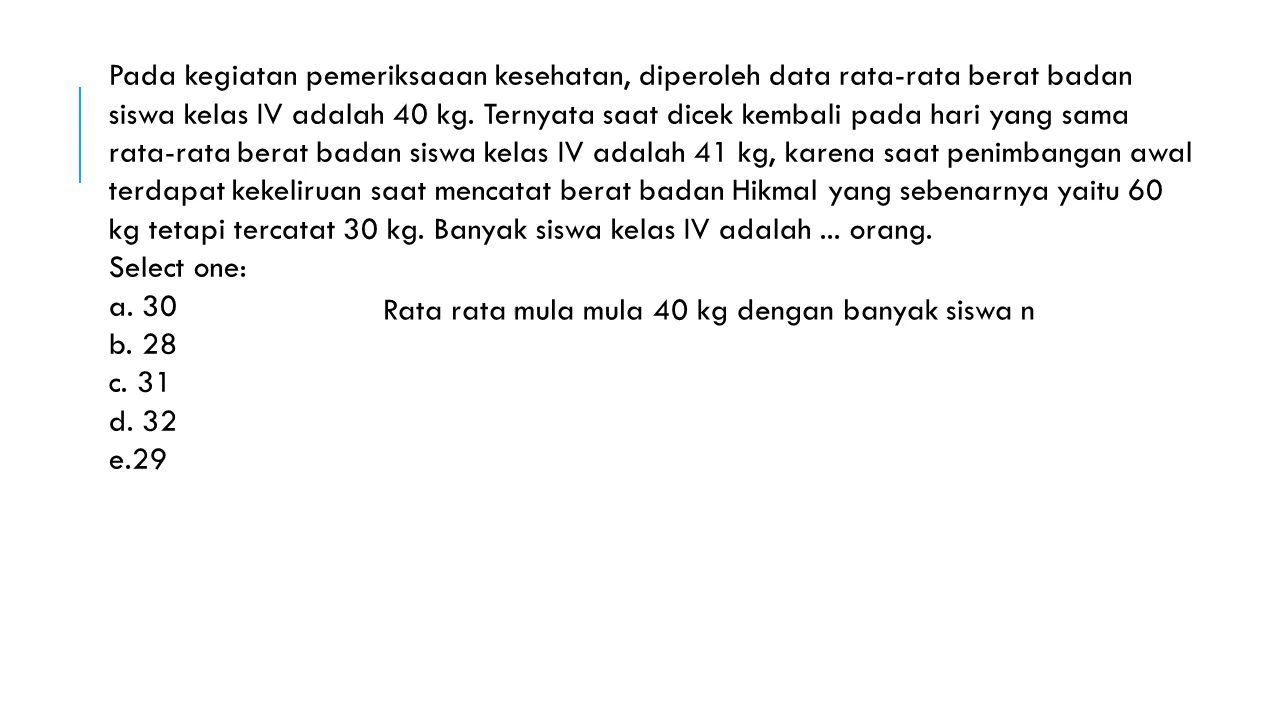 Pada kegiatan pemeriksaaan kesehatan, diperoleh data rata-rata berat badan
siswa kelas IV adalah 40 kg. Ternyata saat dicek kembali pada hari yang sama
rata-rata berat badan siswa kelas IV adalah 41 kg, karena saat penimbangan awal
terdapat kekeliruan saat mencatat berat badan Hikmal yang sebenarnya yaitu 60
kg tetapi tercatat 30 kg. Banyak siswa kelas IV adalah ... orang.
Select one:
a. 30
b. 28
c. 31
d. 32
e.29
Rata rata mula mula 40 kg dengan banyak siswa n